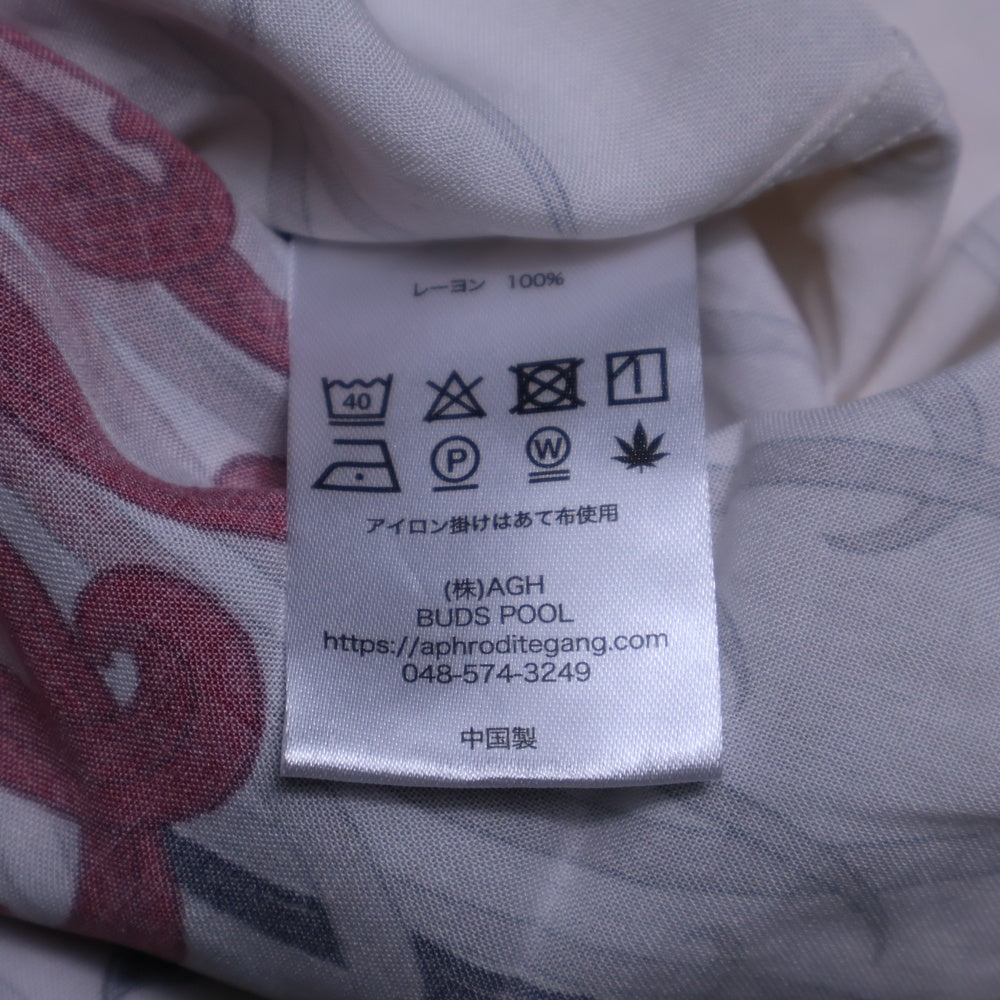 レーヨン 100%
40
P W
アイロン掛けはあて布使用
(株)AGH
BUDS POOL
https://aphroditegang.com
048-574-3249
中国製